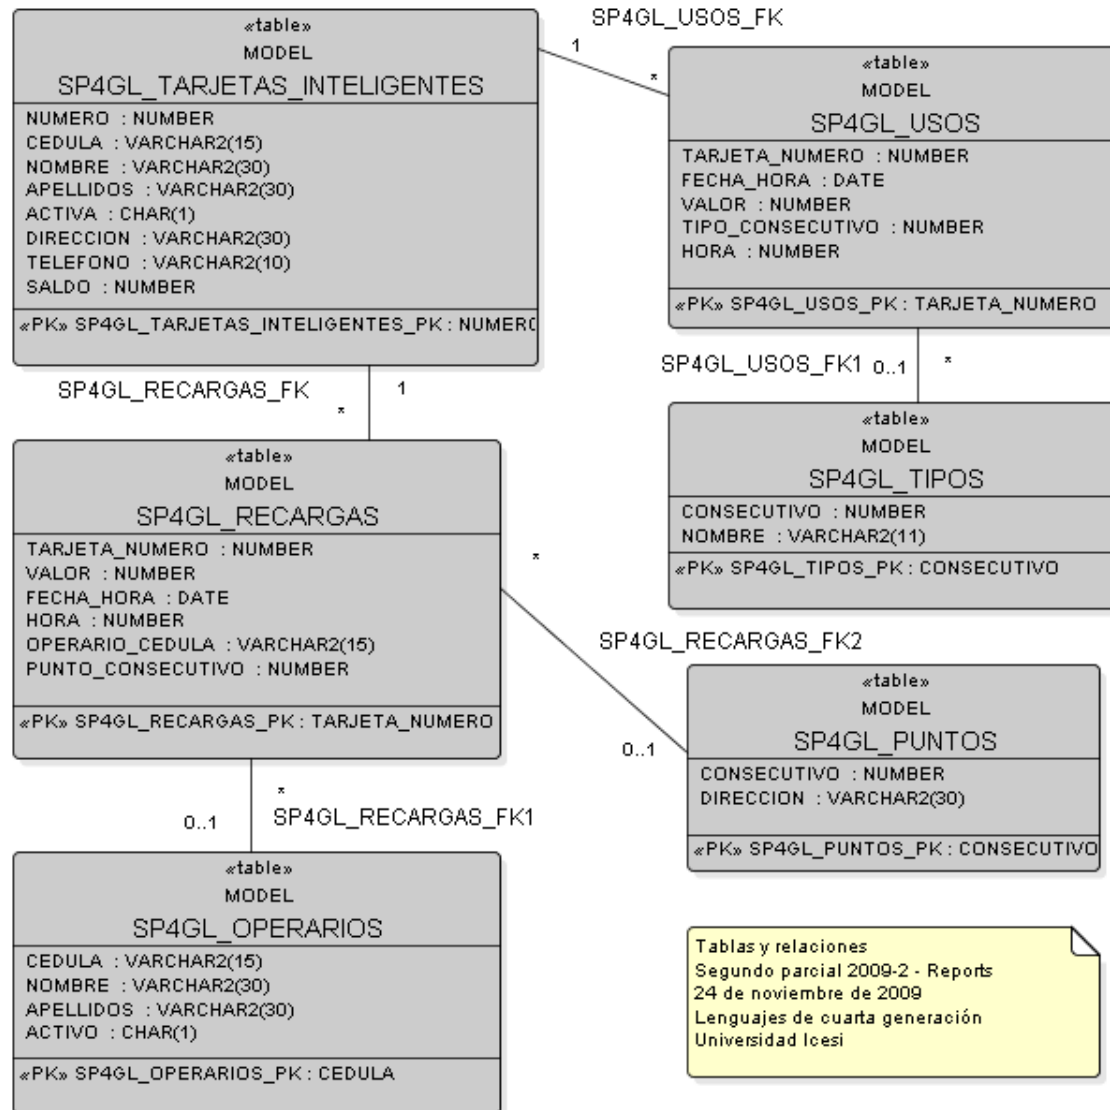 «table»
MODEL
SP4GL_TARJETAS_INTELIGENTES
NUMERO : NUMBER
CEDULA : VARCHAR2(15)
NOMBRE : VARCHAR2(30)
APELLIDOS : VARCHAR2(30)
ACTIVA : CHAR(1)
DIRECCION : VARCHAR2(30)
TELEFONO : VARCHAR2(10)
SALDO : NUMBER
«PK» SP4GL_TARJETAS_INTELIGENTES_PK : NUMERO
SP4GL_USOS_FK
1
*
«table»
MODEL
SP4GL_USOS
TARJETA_NUMERO : NUMBER
FECHA_HORA : DATE
VALOR : NUMBER
TIPO_CONSECUTIVO : NUMBER
HORA : NUMBER
«PK» SP4GL_USOS_PK : TARJETA_NUMERO
SP4GL_USOS_FK1
0..1
*
SP4GL_RECARGAS_FK
1
*
«table»
MODEL
SP4GL_TIPOS
CONSECUTIVO : NUMBER
NOMBRE : VARCHAR2(11)
«PK» SP4GL_TIPOS_PK : CONSECUTIVO
«table»
MODEL
SP4GL_RECARGAS
TARJETA_NUMERO : NUMBER
VALOR : NUMBER
FECHA_HORA : DATE
HORA : NUMBER
OPERARIO_CEDULA : VARCHAR2(15)
PUNTO_CONSECUTIVO : NUMBER
«PK» SP4GL_RECARGAS_PK : TARJETA_NUMERO
*
SP4GL_RECARGAS_FK2
0..1
«table»
MODEL
SP4GL_PUNTOS
CONSECUTIVO : NUMBER
DIRECCION : VARCHAR2(30)
«PK» SP4GL_PUNTOS_PK : CONSECUTIVO
*
0..1
SP4GL_RECARGAS_FK1
«table»
MODEL
SP4GL_OPERARIOS
CEDULA : VARCHAR2(15)
NOMBRE : VARCHAR2(30)
APELLIDOS : VARCHAR2(30)
ACTIVO : CHAR(1)
«PK» SP4GL_OPERARIOS_PK : CEDULA
Tablas y relaciones
Segundo parcial 2009-2 - Reports
24 de noviembre de 2009
Lenguajes de cuarta generación
Universidad Icesi